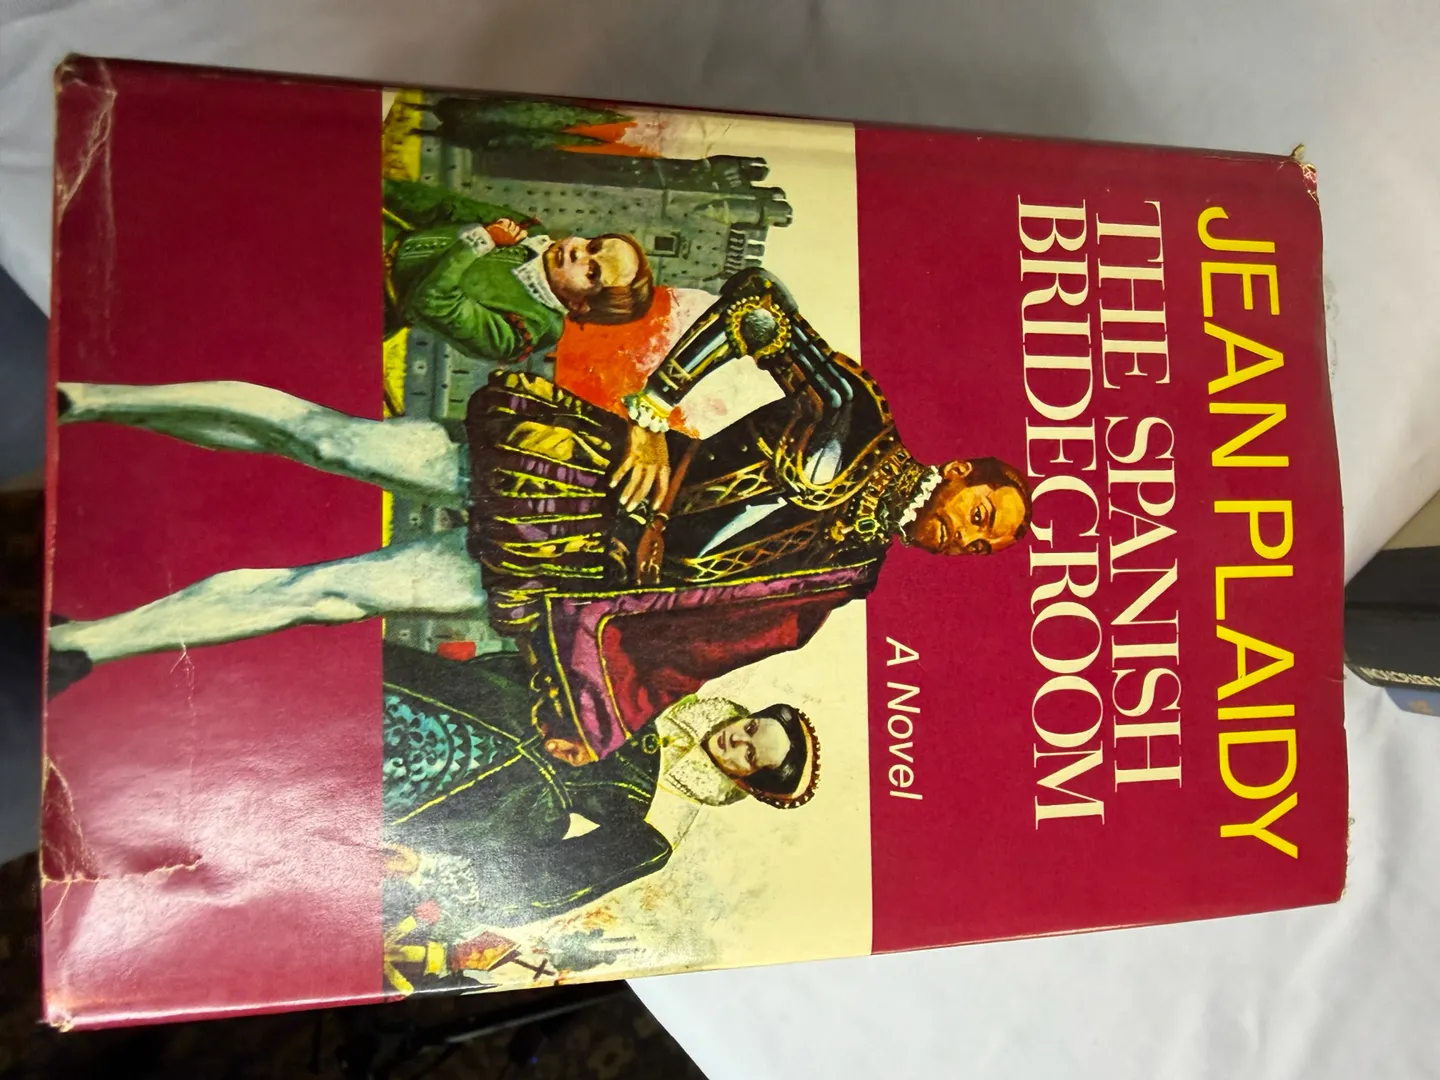 JEAN PLAIDY
THE SPANISH
BRIDEGROOM
A Novel